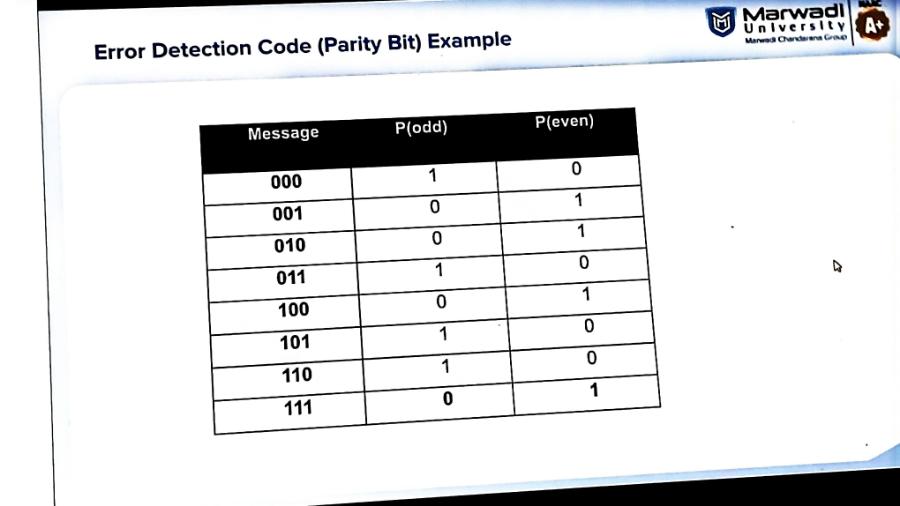 Error Detection Code (Parity Bit) Example
Marwadi
University
Marwadi Chandarana Group
NAAC
A+
Message P(odd) P(even)
000 1 0
001 0 1
010 0 1
011 1 0
100 0 1
101 1 0
110 1 0
111 0 1